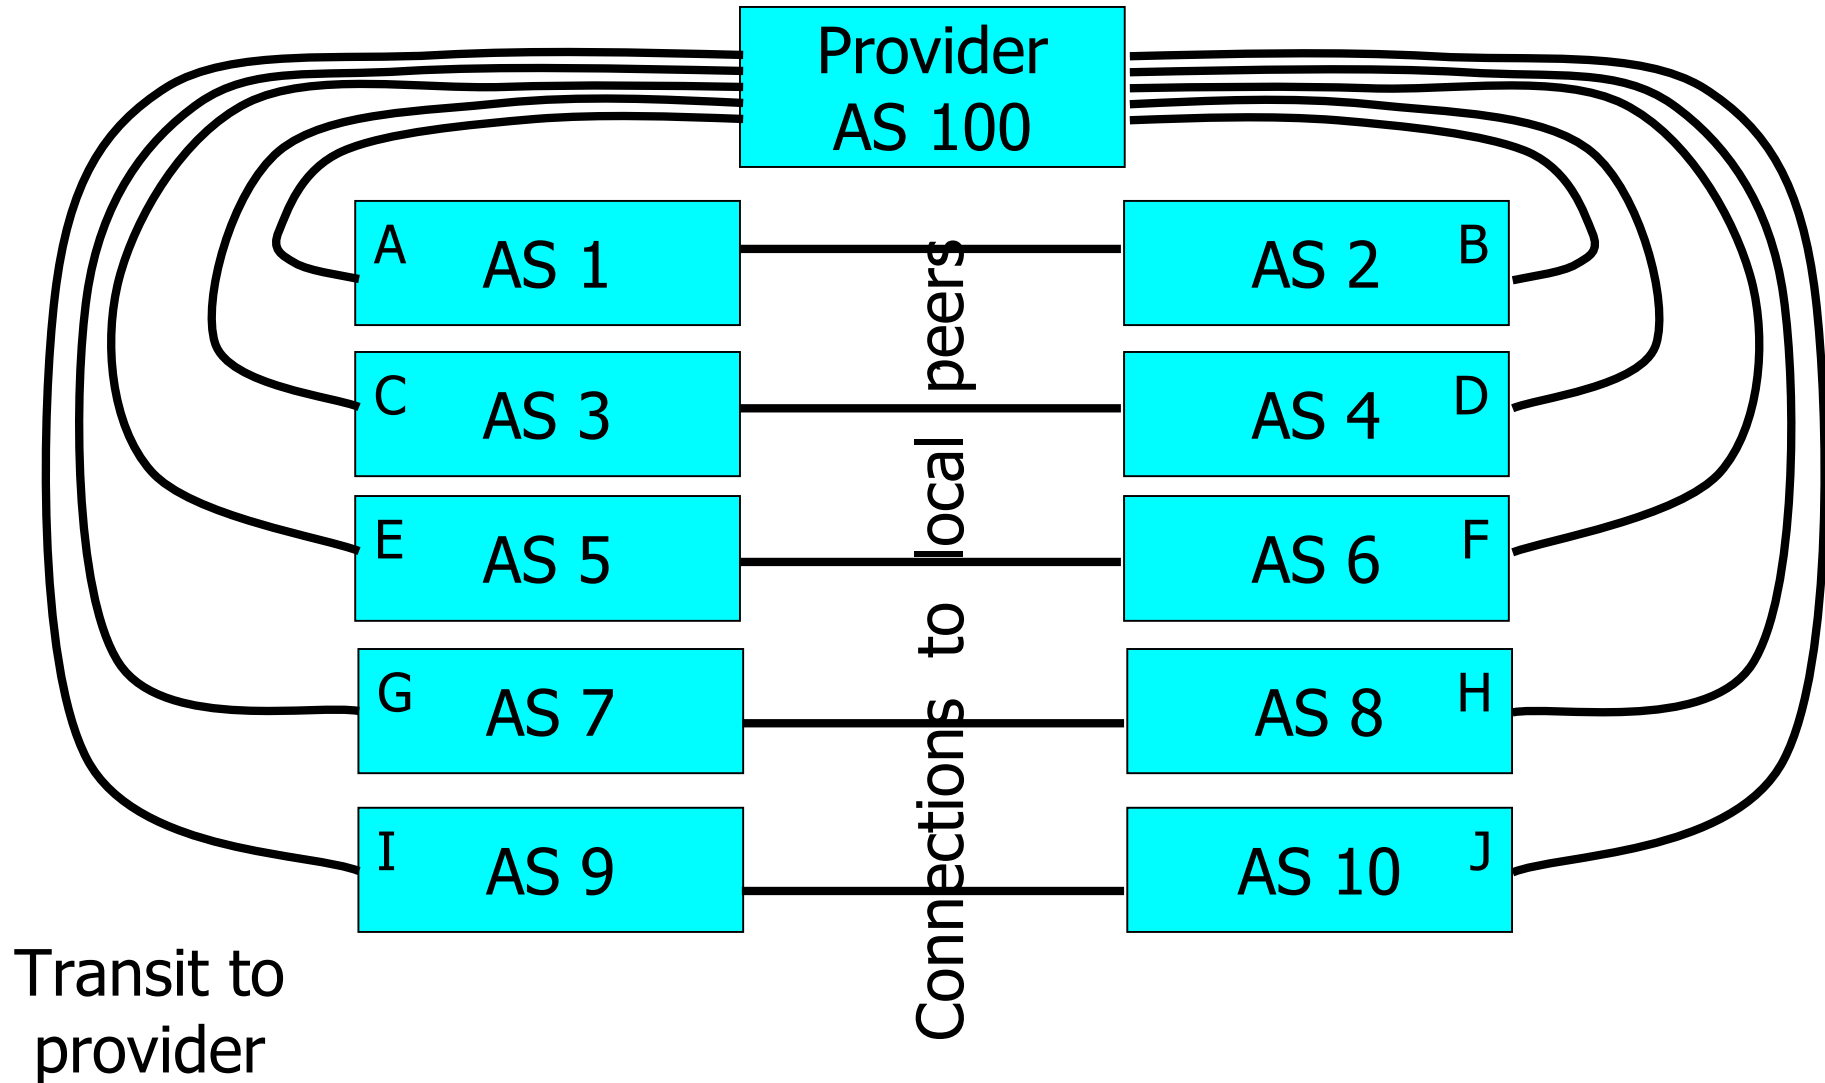 Provider
AS 100
A AS 1
AS 2 B
C AS 3
AS 4 D
E AS 5
AS 6 F
G AS 7
AS 8 H
I AS 9
AS 10 J
Connections to local peers
Transit to
provider